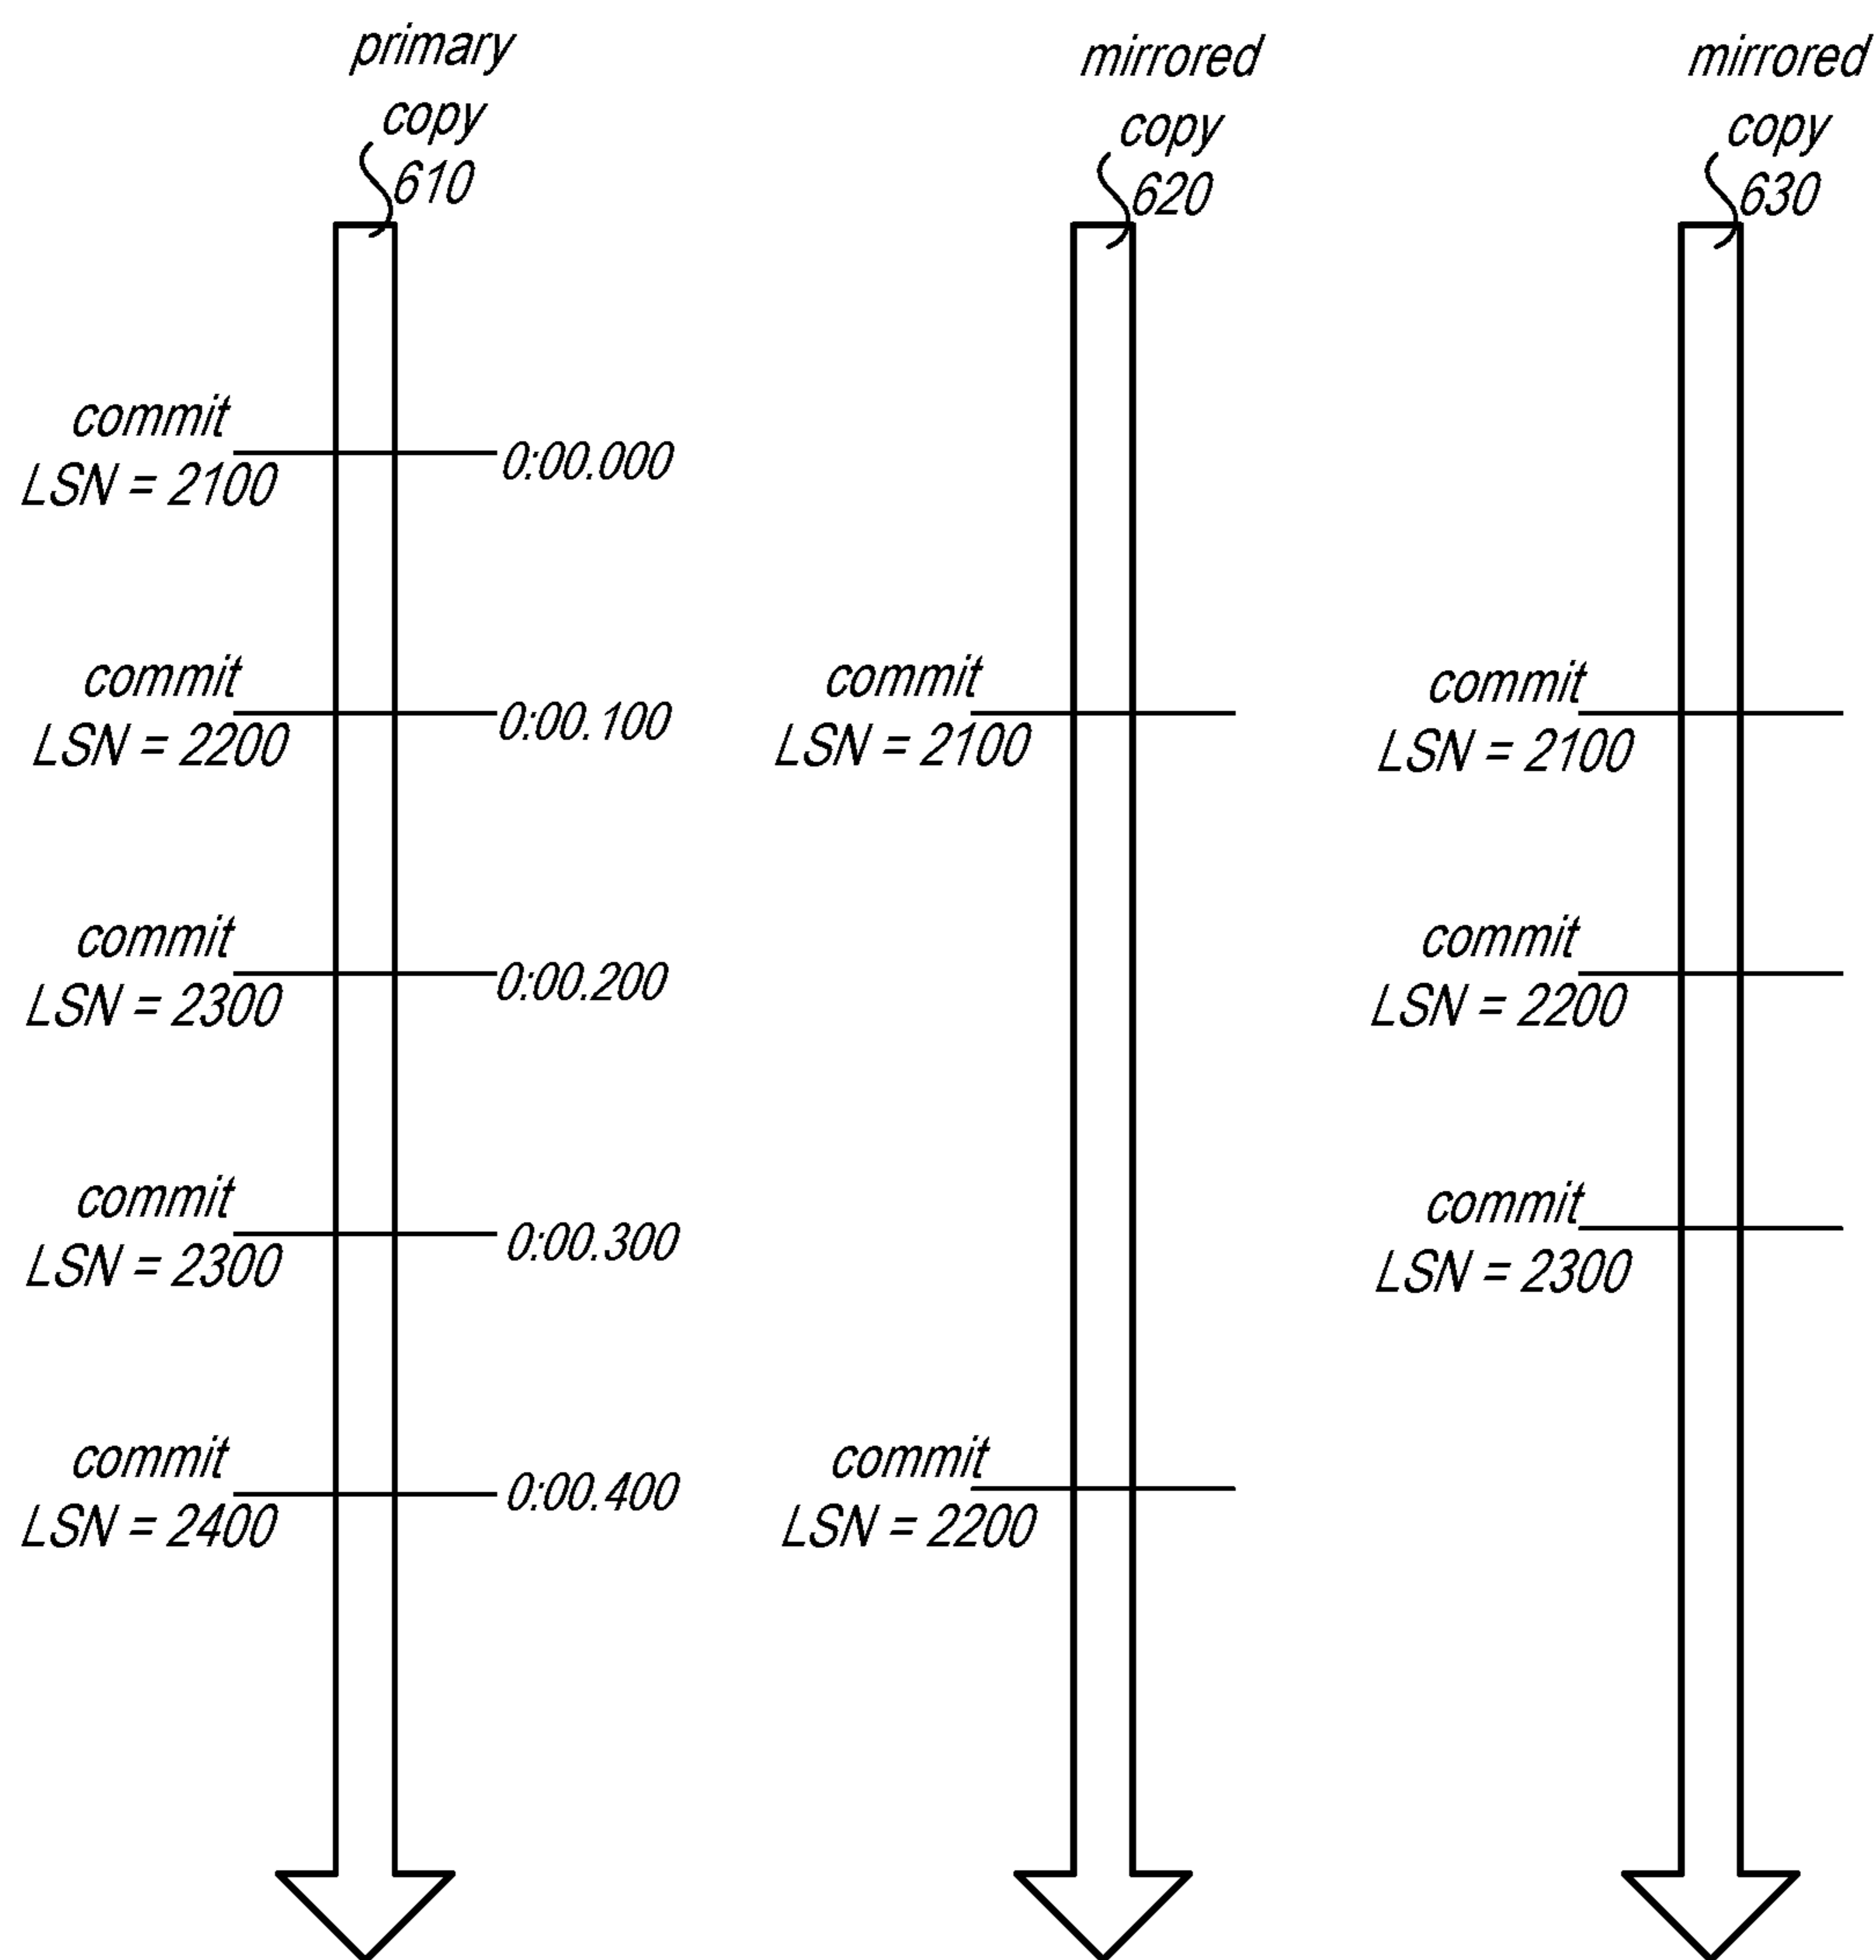 primary
copy
610
mirrored
copy
620
mirrored
copy
630
commit
LSN = 2100
0:00.000
commit
LSN = 2200
0:00.100
commit
LSN = 2100
commit
LSN = 2100
commit
LSN = 2300
0:00.200
commit
LSN = 2200
commit
LSN = 2300
0:00.300
commit
LSN = 2300
commit
LSN = 2400
0:00.400
commit
LSN = 2200